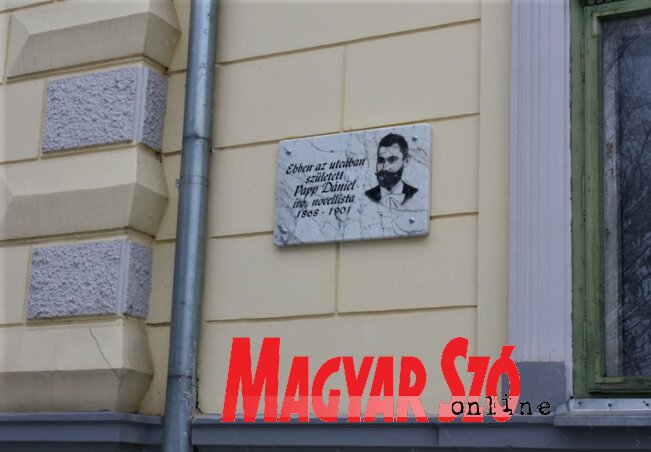 Ebben az utcában
született
Papp Dániel
író, novellista
1868 - 1901
MAGYAR SZÓ
online